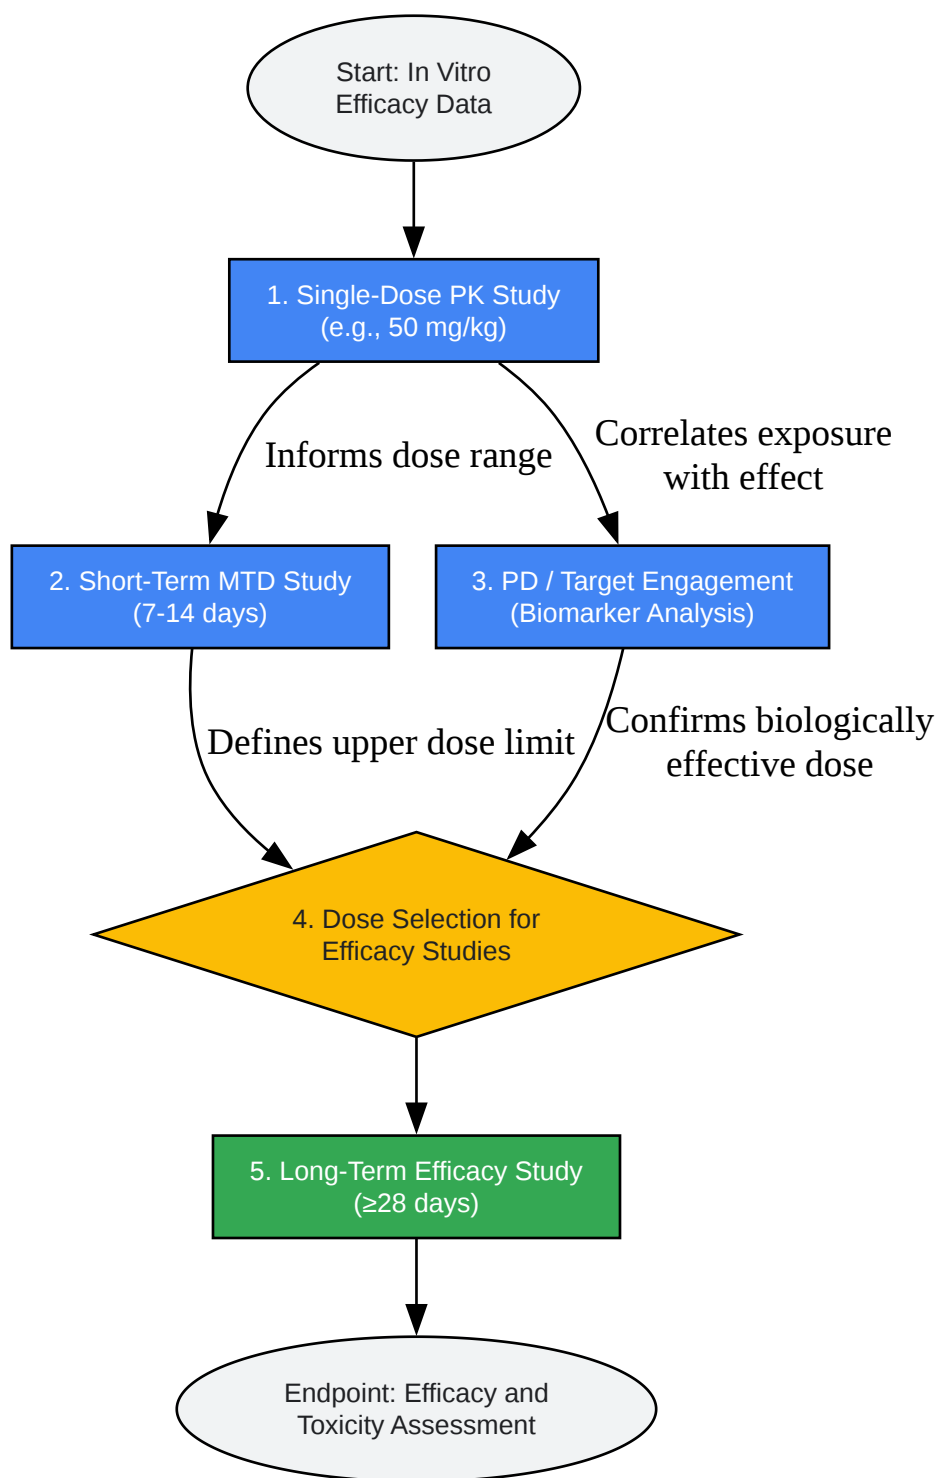 Start: In Vitro
Efficacy Data
1. Single-Dose PK Study
(e.g., 50 mg/kg)
Informs dose range
Correlates exposure
with effect
2. Short-Term MTD Study
(7-14 days)
3. PD / Target Engagement
(Biomarker Analysis)
Defines upper dose limit
Confirms biologically
effective dose
4. Dose Selection for
Efficacy Studies
5. Long-Term Efficacy Study
(≥28 days)
Endpoint: Efficacy and
Toxicity Assessment